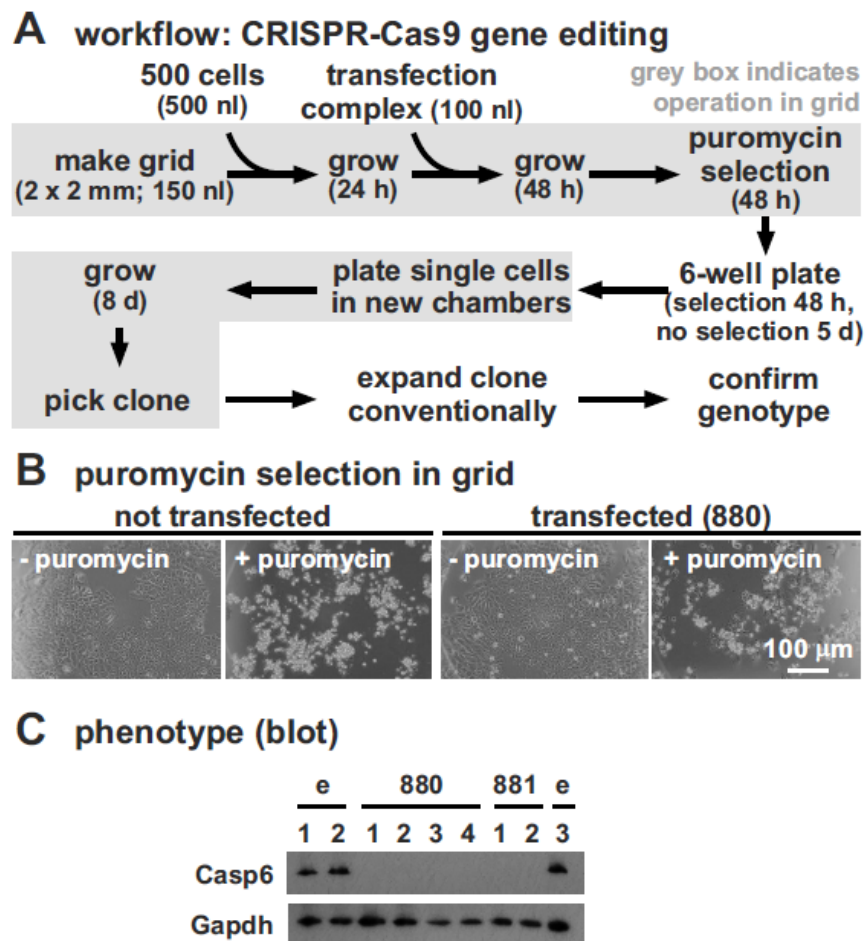 A workflow: CRISPR-Cas9 gene editing
500 cells
(500 nl)
transfection
complex (100 nl)
grey box indicates
operation in grid
make grid
(2 x 2 mm; 150 nl)
grow
(24 h)
grow
(48 h)
puromycin
selection
(48 h)
6-well plate
(selection 48 h,
no selection 5 d)
plate single cells
in new chambers
grow
(8 d)
pick clone
expand clone
conventionally
confirm
genotype
B puromycin selection in grid
not transfected
transfected (880)
- puromycin
+ puromycin
- puromycin
+ puromycin
100 μm
C phenotype (blot)
e 880 881 e
1 2 1 2 3 4 1 2 3
Casp6
Gapdh